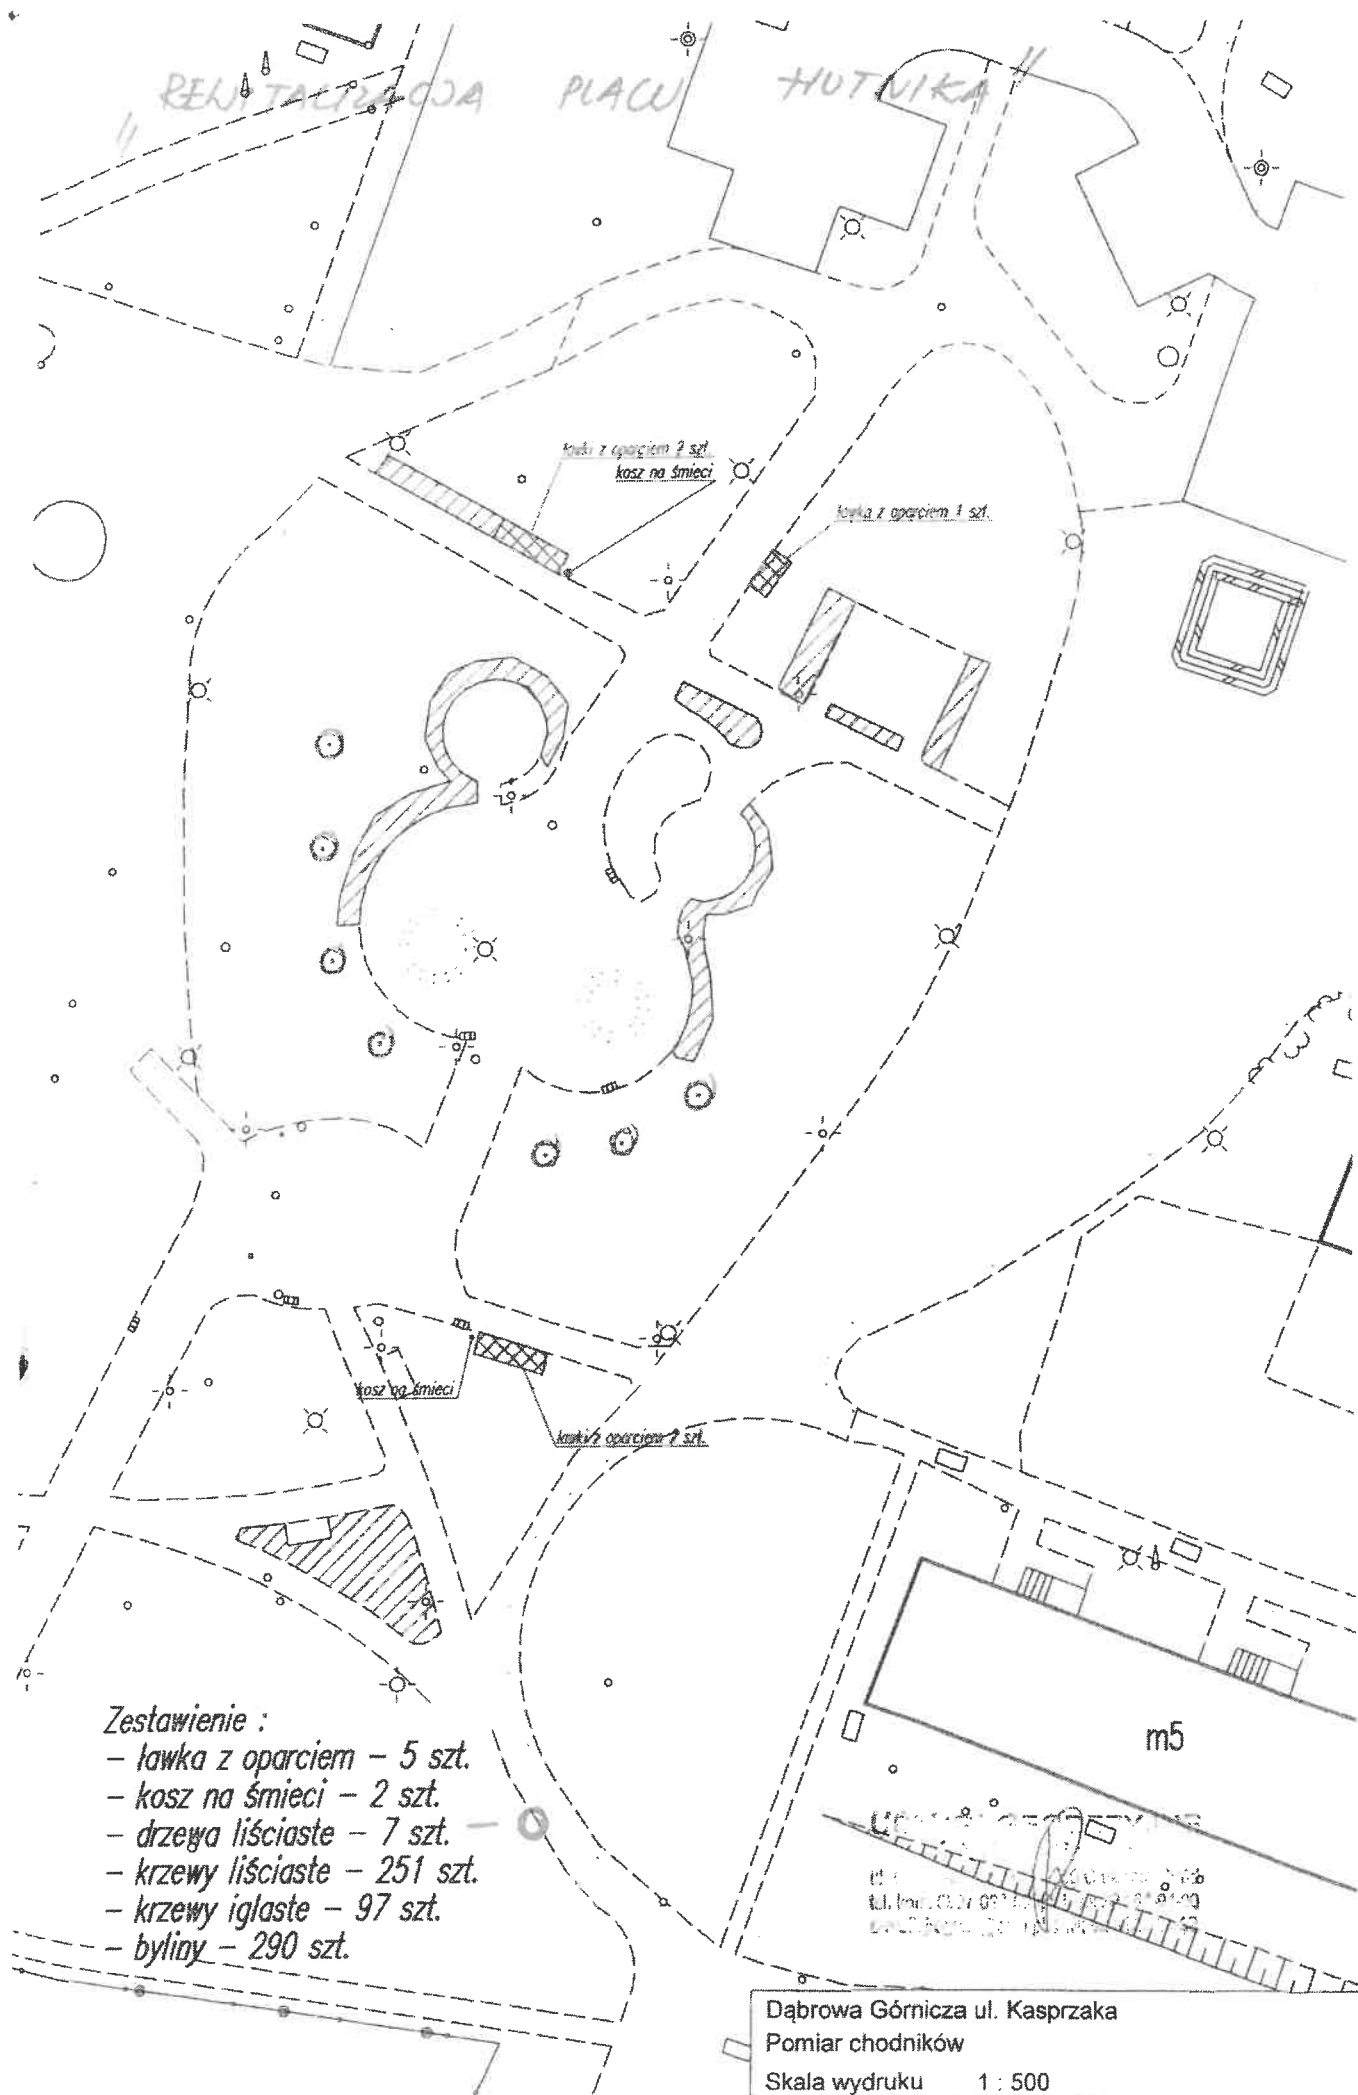 "REWITALIZACJA PLACU HUTNIKA"
ławki z oparciem 2 szt.
kosz na śmieci
ławka z oparciem 1 szt.
kosz na śmieci
ławki z oparciem 2 szt.
m5
Zestawienie :
– ławka z oparciem – 5 szt.
– kosz na śmieci – 2 szt.
– drzewa liściaste – 7 szt.
– krzewy liściaste – 251 szt.
– krzewy iglaste – 97 szt.
– byliny – 290 szt.
Dąbrowa Górnicza ul. Kasprzaka
Pomiar chodników
Skala wydruku 1 : 500